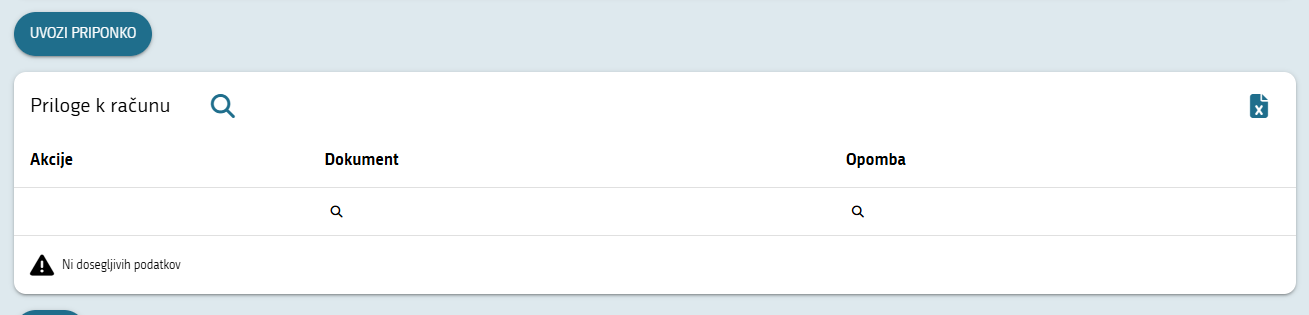 UVOZI PRIPONKO
Priloge k računu
Akcije Dokument Opomba
Ni dosegljivih podatkov